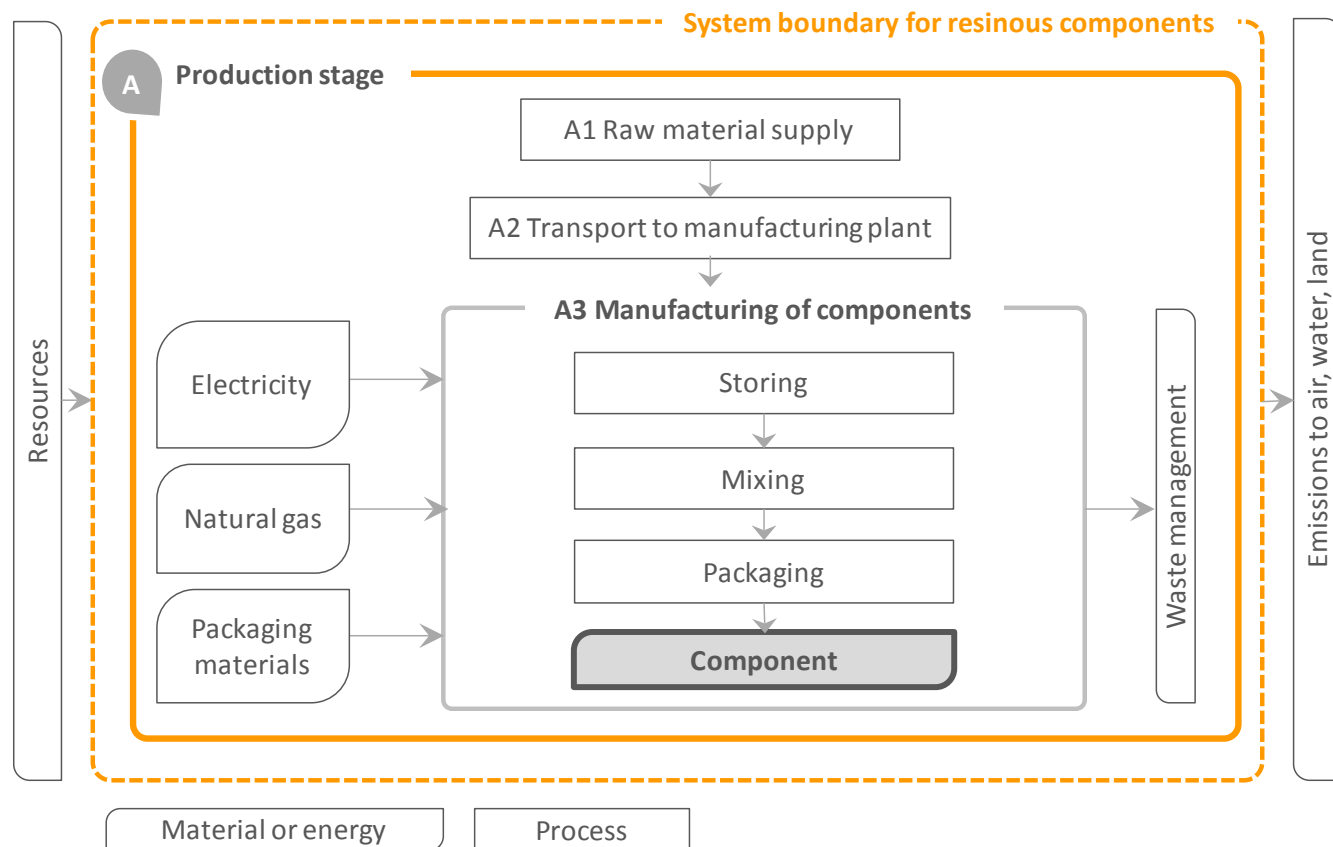 System boundary for resinous components
A
Production stage
A1 Raw material supply
A2 Transport to manufacturing plant
A3 Manufacturing of components
Resources
Electricity
Natural gas
Packaging
materials
Storing
Mixing
Packaging
Component
Waste management
Emissions to air, water, land
Material or energy
Process